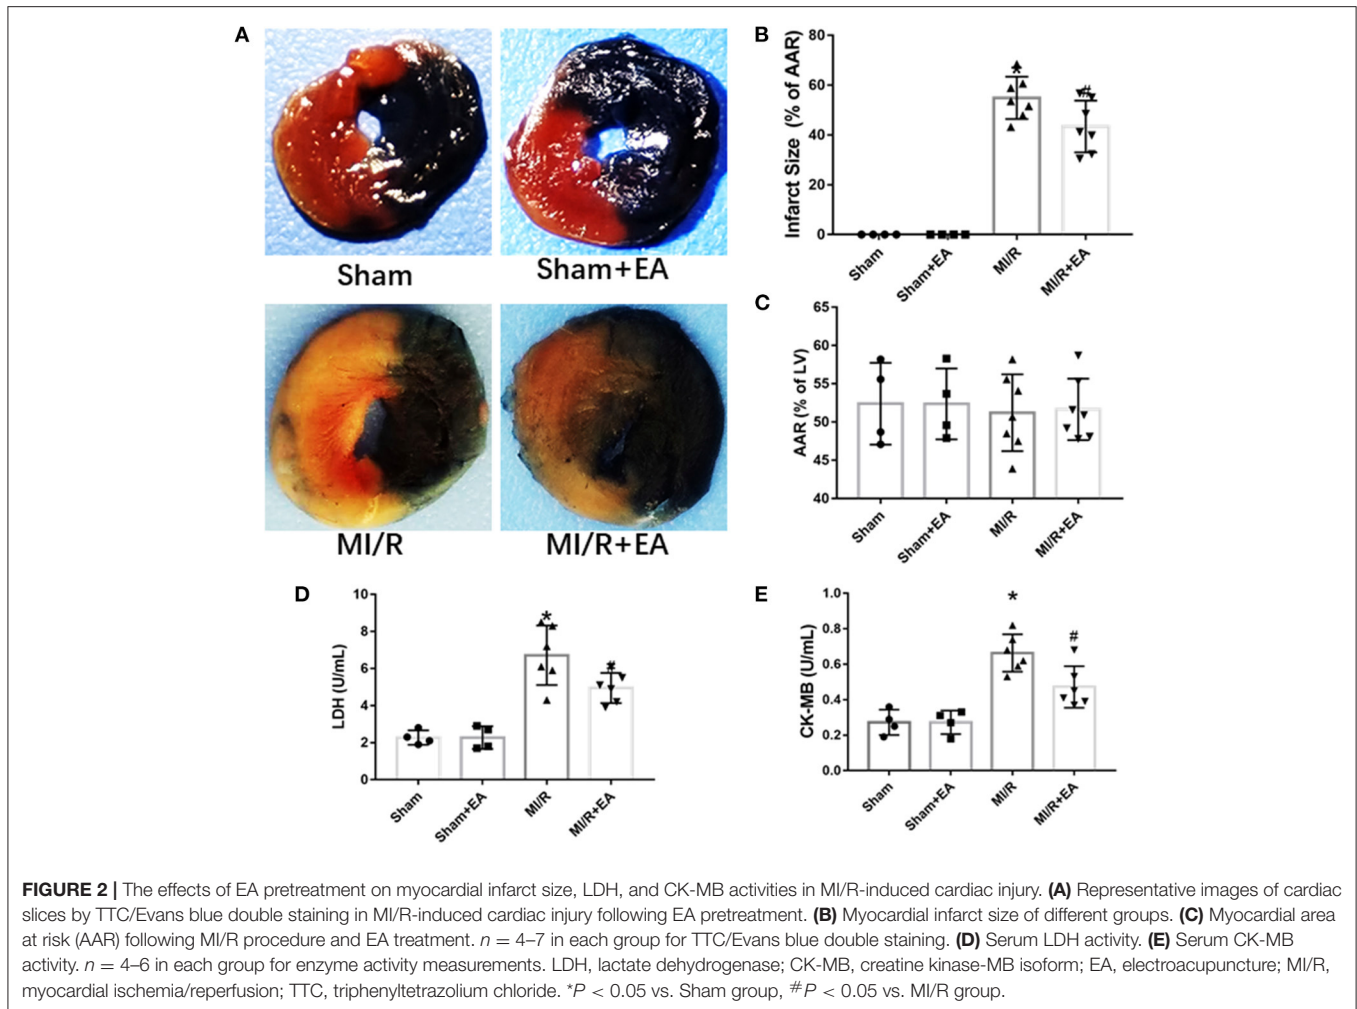 A
Sham
Sham+EA
MI/R
MI/R+EA
B
Infarct Size (% of AAR)
80
60
40
20
0
*
#
Sham
Sham+EA
MI/R
MI/R+EA
C
AAR (% of LV)
65
60
55
50
45
40
Sham
Sham+EA
MI/R
MI/R+EA
D
LDH (U/mL)
10
8
6
4
2
0
*
#
Sham
Sham+EA
MI/R
MI/R+EA
E
CK-MB (U/mL)
1.0
0.8
0.6
0.4
0.2
0.0
*
#
Sham
Sham+EA
MI/R
MI/R+EA
FIGURE 2 | The effects of EA pretreatment on myocardial infarct size, LDH, and CK-MB activities in MI/R-induced cardiac injury. (A) Representative images of cardiac
slices by TTC/Evans blue double staining in MI/R-induced cardiac injury following EA pretreatment. (B) Myocardial infarct size of different groups. (C) Myocardial area
at risk (AAR) following MI/R procedure and EA treatment. n = 4–7 in each group for TTC/Evans blue double staining. (D) Serum LDH activity. (E) Serum CK-MB
activity. n = 4–6 in each group for enzyme activity measurements. LDH, lactate dehydrogenase; CK-MB, creatine kinase-MB isoform; EA, electroacupuncture; MI/R,
myocardial ischemia/reperfusion; TTC, triphenyltetrazolium chloride. *P < 0.05 vs. Sham group, #P < 0.05 vs. MI/R group.